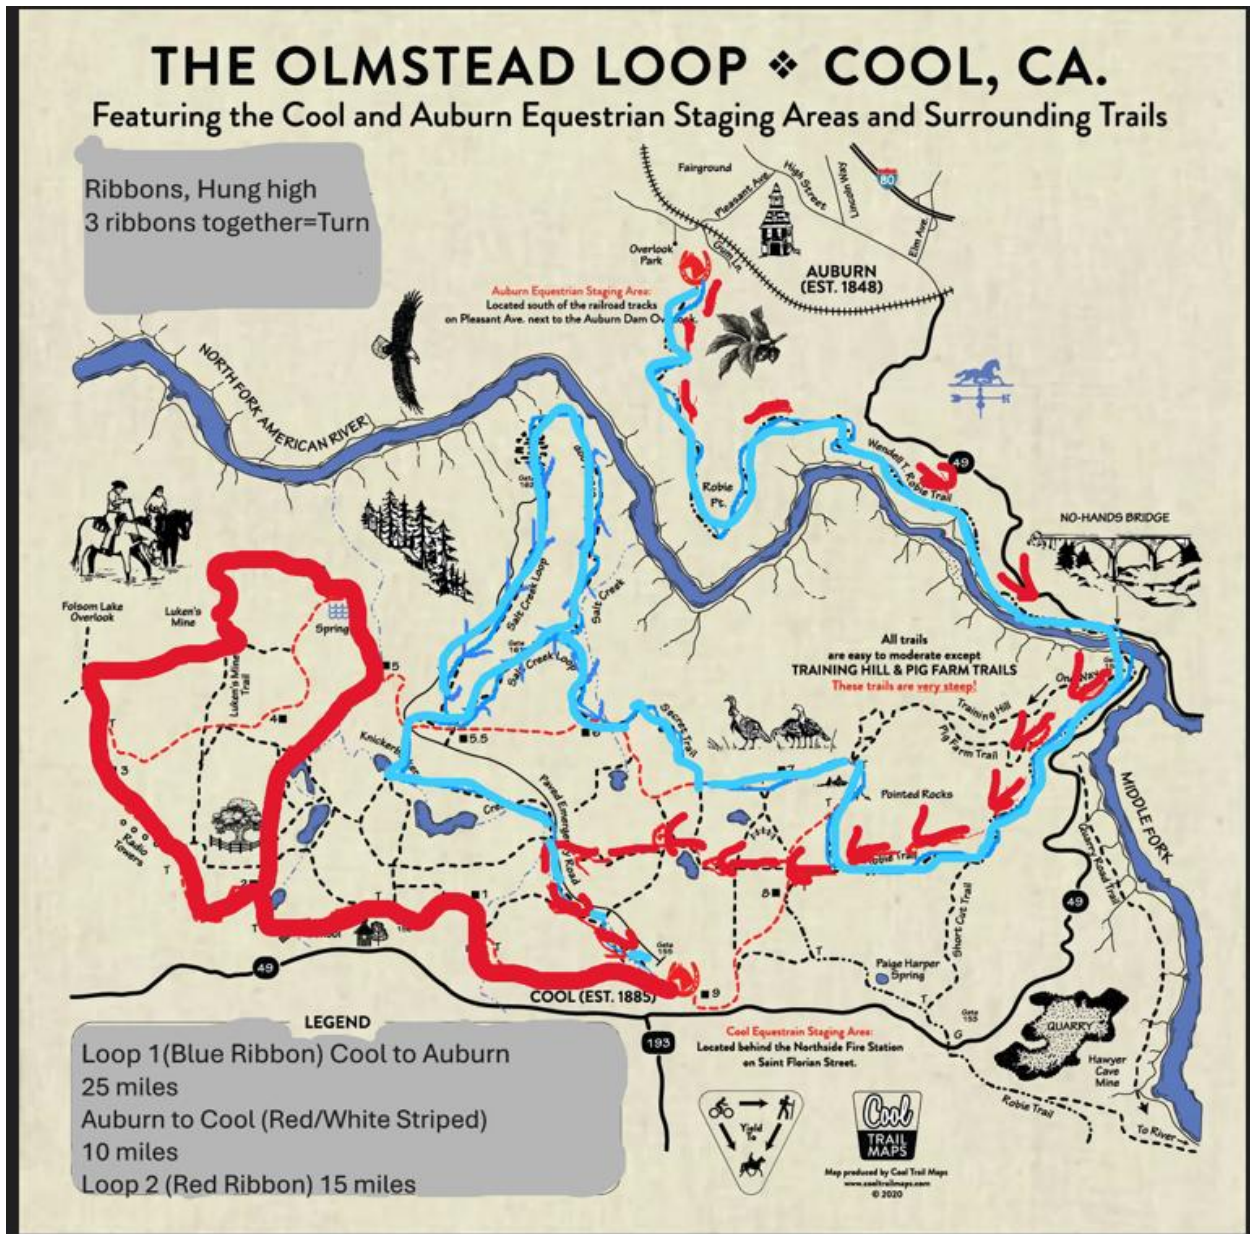 THE OLMSTEAD LOOP ❖ COOL, CA.
Featuring the Cool and Auburn Equestrian Staging Areas and Surrounding Trails
Ribbons, Hung high
3 ribbons together=Turn
Fairground
Pleasant Ave.
High Street
Lincoln Way
80
Elm Ave.
Overlook
Park
Gum Ln.
AUBURN
(EST. 1848)
Auburn Equestrian Staging Area:
Located south of the railroad tracks
on Pleasant Ave. next to the Auburn Dam
NORTH FORK AMERICAN RIVER
Robie
Pt.
Wendell T. Robie Trail
49
NO-HANDS BRIDGE
Folsom Lake
Overlook
Luken's
Mine
Spring
Luken's Mine
Trail
Salt Creek Loop
Salt Creek
Salt Creek Loop
All trails
are easy to moderate except
TRAINING HILL & PIG FARM TRAILS
These trails are very steep!
Training Hill
Pig Farm Trail
5
4
5.5
6
7
Secret Trail
3
Radio
Towers
T
T
Paved Emergency Road
Pointed Rocks
T
MIDDLE FORK
Quarry Road Trail
Robie Trail
2
1
8
T
T
T
Short Cut Trail
49
49
Paige Harper
Spring
T
Gate
155
9
COOL (EST. 1885)
Gate
153
G
QUARRY
Hawyer
Cave
Mine
LEGEND
Loop 1(Blue Ribbon) Cool to Auburn
25 miles
Auburn to Cool (Red/White Striped)
10 miles
Loop 2 (Red Ribbon) 15 miles
193
Cool Equestrain Staging Area:
Located behind the Northside Fire Station
on Saint Florian Street.
Robie Trail
To River
Yield
To
Cool
TRAIL
MAPS
Map produced by Cool Trail Maps
www.cooltrailmaps.com
© 2020